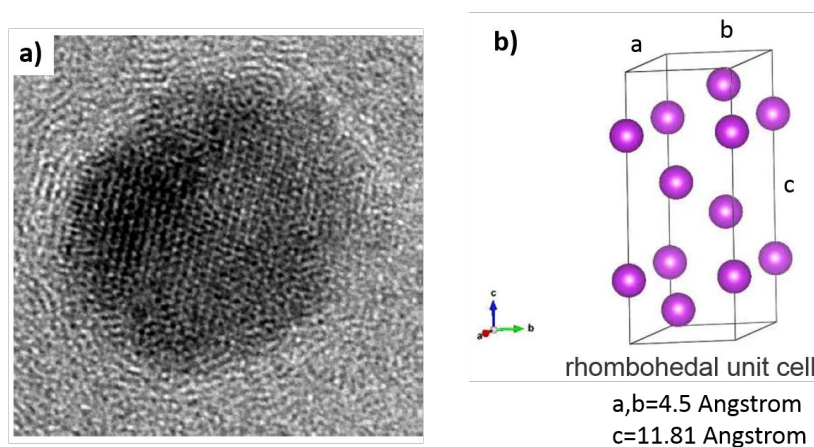 a)
b)
a
b
c
c
a
b
rhombohedal unit cell
a,b=4.5 Angstrom
c=11.81 Angstrom